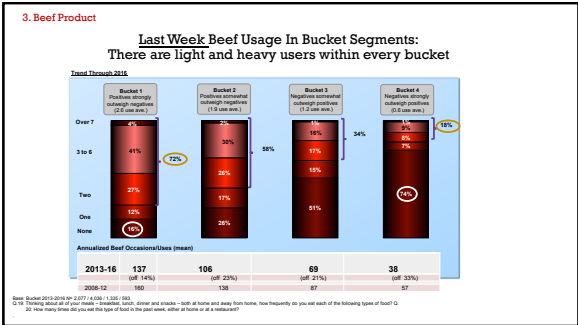 3. Beef Product
Last Week Beef Usage In Bucket Segments:
There are light and heavy users within every bucket
Trend Through 2016
Bucket 1
Positives strongly
outweigh negatives
(2.6 use ave.)
Bucket 2
Positives somewhat
outweigh negatives
(1.9 use ave.)
Bucket 3
Negatives somewhat
outweigh positives
(1.2 use ave.)
Bucket 4
Negatives strongly
outweigh positives
(0.6 use ave.)
Over 7
3 to 6
Two
One
None
4%
41%
27%
12%
16%
72%
2%
30%
26%
17%
26%
58%
1%
16%
17%
15%
51%
34%
9%
8%
7%
74%
18%
Annualized Beef Occasions/Uses (mean)
2013-16 137 106 69 38
(off 14%) (off 23%) (off 21%) (off 33%)
2008-12 160 138 87 57
Base: Bucket 2013-2016 N= 2,077 / 4,036 / 1,335 / 593
Q.19: Thinking about all of your meals – breakfast, lunch, dinner and snacks – both at home and away from home, how frequently do you eat each of the following types of food? Q.
20: How many times did you eat this type of food in the past week, either at home or at a restaurant?